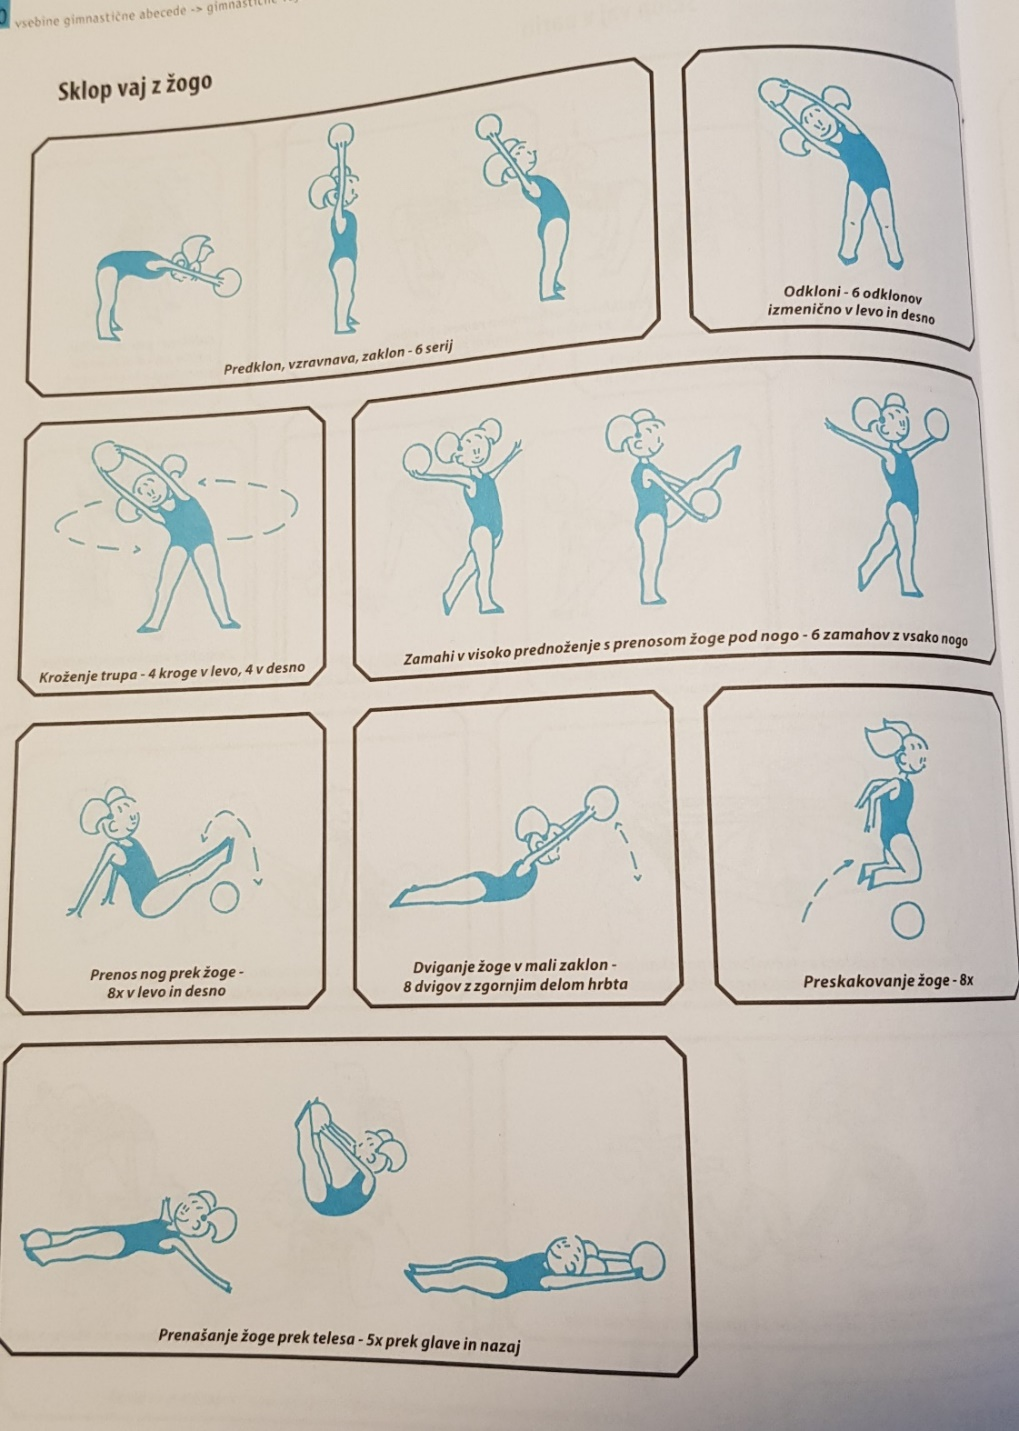 vsebine gimnastične abecede -> gimnastične
Sklop vaj z žogo
Predklon, vzravnava, zaklon - 6 serij
Odkloni - 6 odklonov
izmenično v levo in desno
Kroženje trupa - 4 kroge v levo, 4 v desno
Zamahi v visoko prednoženje s prenosom žoge pod nogo - 6 zamahov z vsako nogo
Prenos nog prek žoge -
8x v levo in desno
Dviganje žoge v mali zaklon -
8 dvigov z zgornjim delom hrbta
Preskakovanje žoge - 8x
Prenašanje žoge prek telesa - 5x prek glave in nazaj